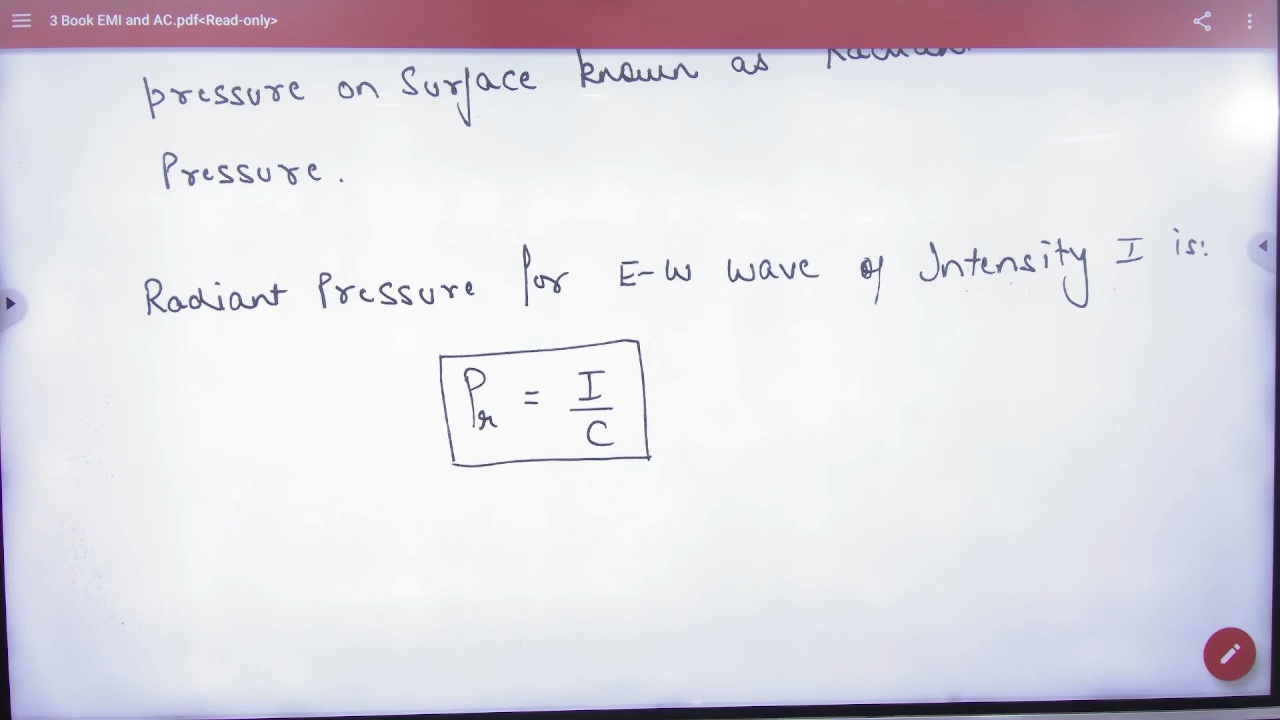 3 Book EMI and AC.pdf<Read-only>
pressure on Surface known as
Pressure.
Radiant Pressure for E-W wave of Intensity I is:
Pr = I/C